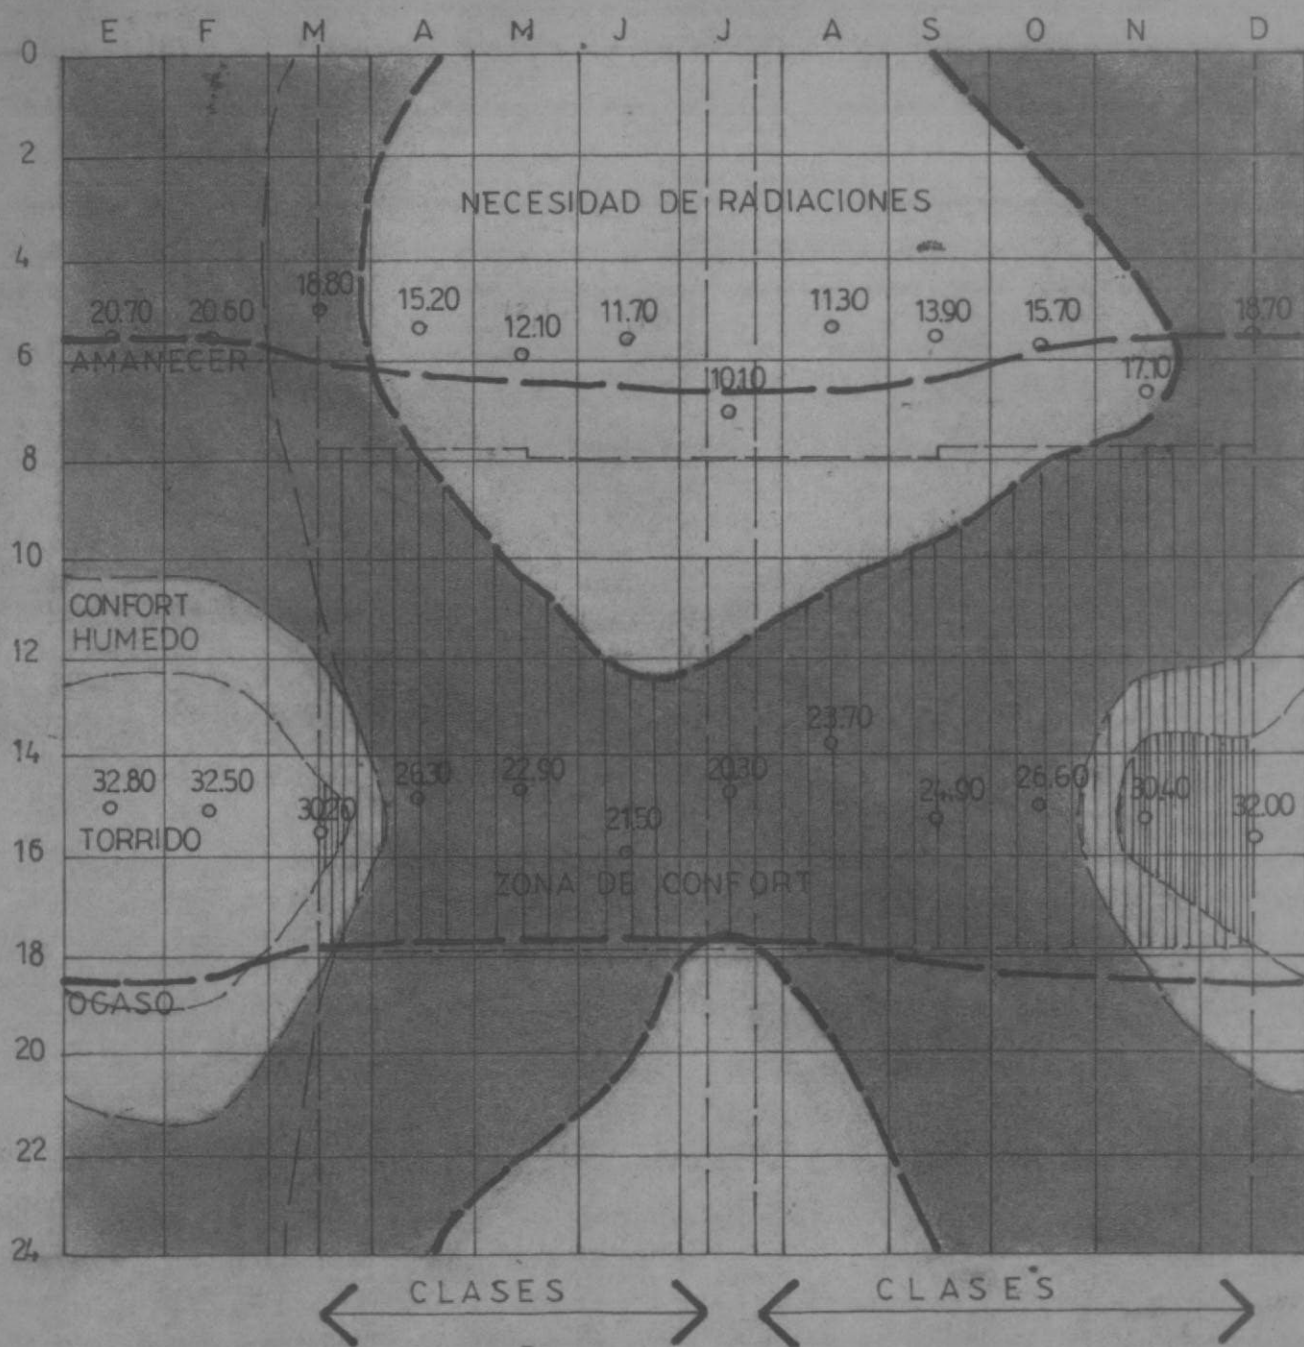 E F M A M J J A S O N D
0
2
NECESIDAD DE RADIACIONES
4
18.80
20.70 20.60 15.20 12.10 11.70 11.30 13.90 15.70 18.70
6
AMANECER
10.10 17.10
8
10
CONFORT
HUMEDO
12
23.70
14
32.80 32.50 26.30 22.90 20.30 24.90 26.60 30.40
21.50 32.00
TORRIDO
16
ZONA DE CONFORT
18
OCASO
20
22
24
CLASES CLASES